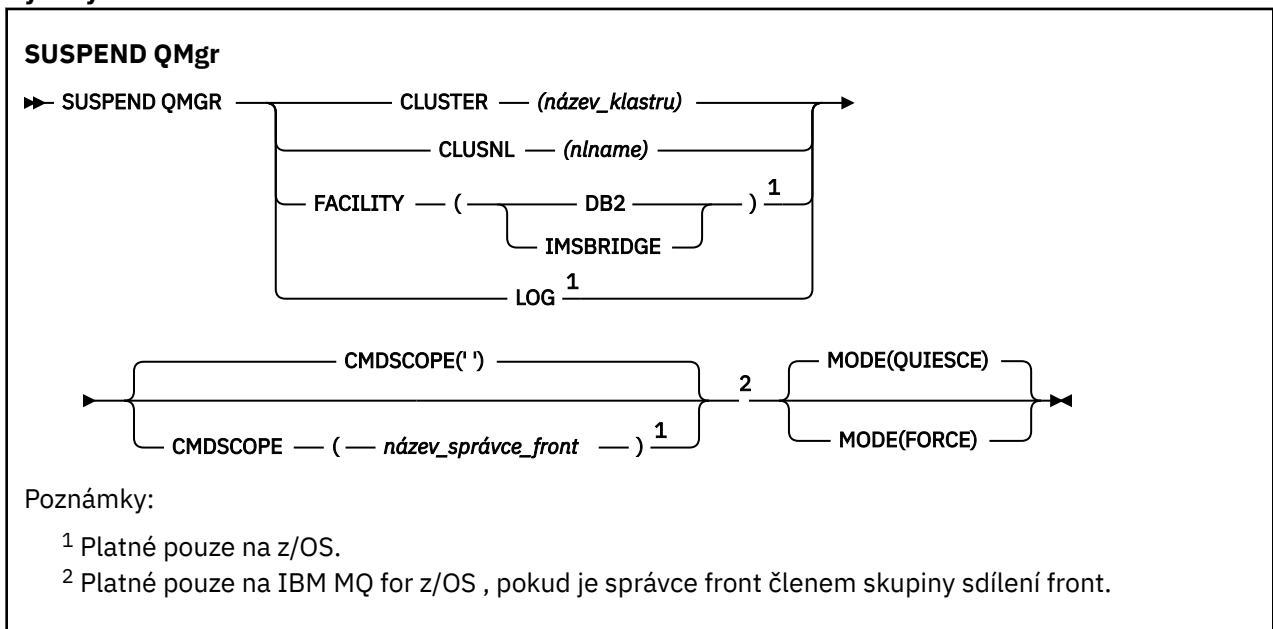 SUSPEND QMgr
SUSPEND QMGR CLUSTER (název_klastru)
CLUSNL (nlname)
FACILITY ( DB2 ) 1
IMSBRIDGE
LOG 1
CMDSCOPE(' ') MODE(QUIESCE)
2
CMDSCOPE ( název_správce_front ) 1 MODE(FORCE)
Poznámky:
1 Platné pouze na z/OS.
2 Platné pouze na IBM MQ for z/OS , pokud je správce front členem skupiny sdílení front.